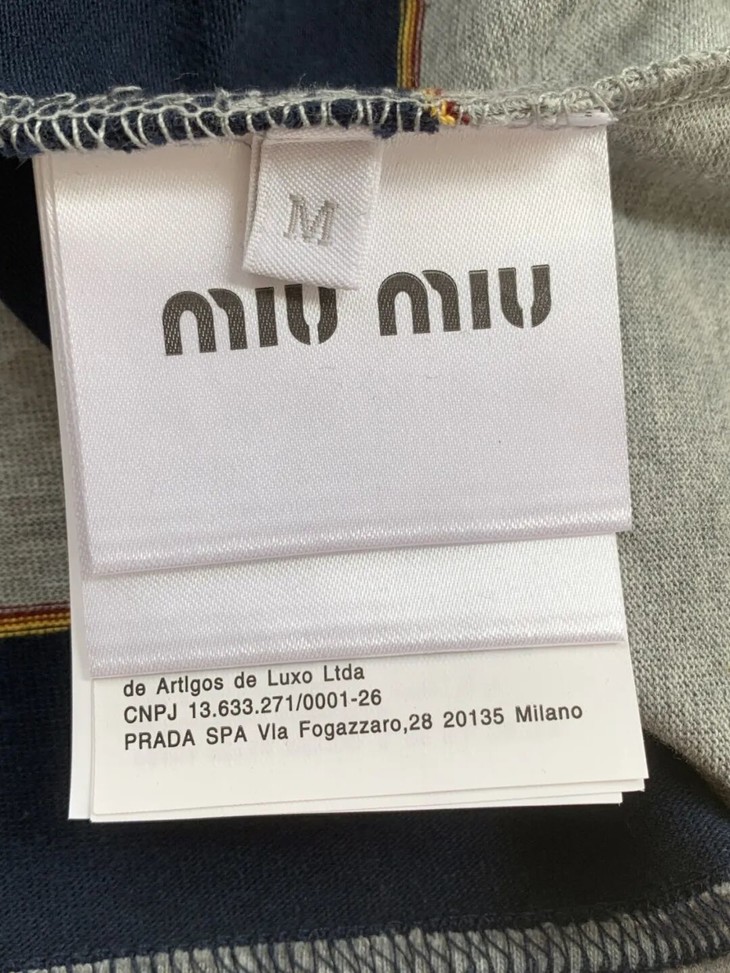 M
miu miu
de Artigos de Luxo Ltda
CNPJ 13.633.271/0001-26
PRADA SPA Via Fogazzaro,28 20135 Milano